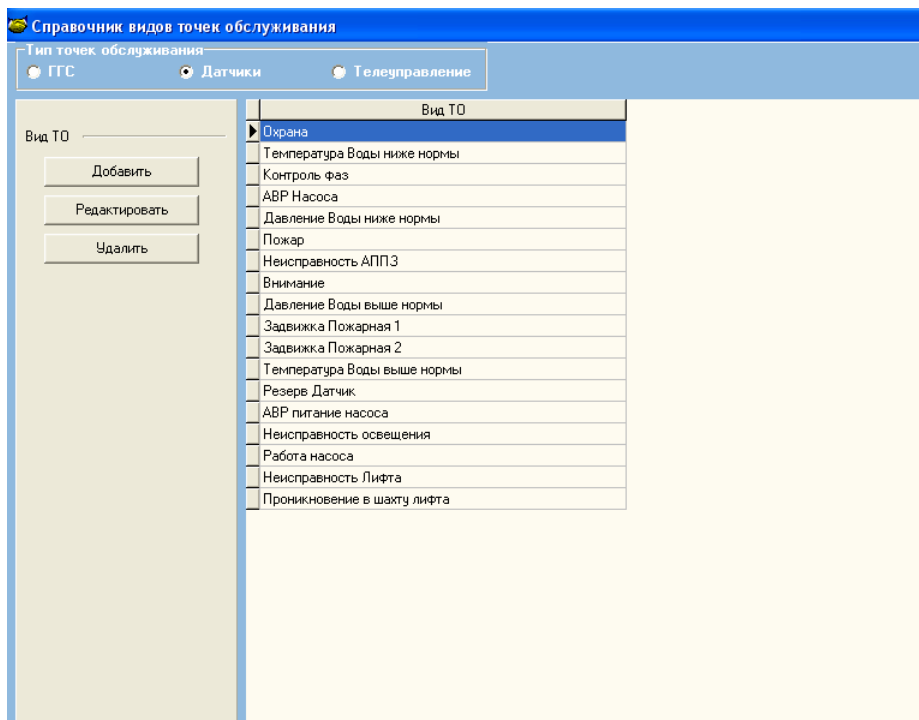 Справочник видов точек обслуживания
Тип точек обслуживания
ГГС Датчики Телеуправление
Вид ТО
Добавить
Редактировать
Удалить
Вид ТО
Охрана
Температура Воды ниже нормы
Контроль Фаз
АВР Насоса
Давление Воды ниже нормы
Пожар
Неисправность АППЗ
Внимание
Давление Воды выше нормы
Задвижка Пожарная 1
Задвижка Пожарная 2
Температура Воды выше нормы
Резерв Датчик
АВР питание насоса
Неисправность освещения
Работа насоса
Неисправность Лифта
Проникновение в шахту лифта